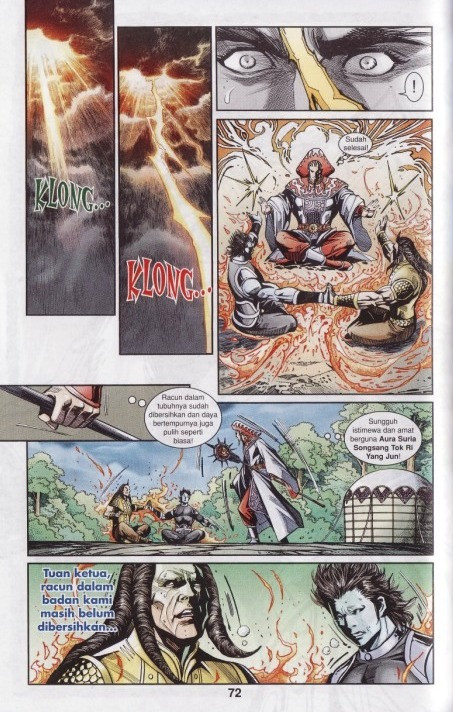 KLONG...
KLONG...
!
Sudah
selesai!
Racun dalam
tubuhnya sudah
dibersihkan dan daya
bertempurnya juga
pulih seperti
biasa!
Sungguh
istimewa dan amat
berguna Aura Suria
Songsang Tok Ri
Yang Jun!
Tuan ketua,
racun dalam
badan kami
masih belum
dibersihkan...
72